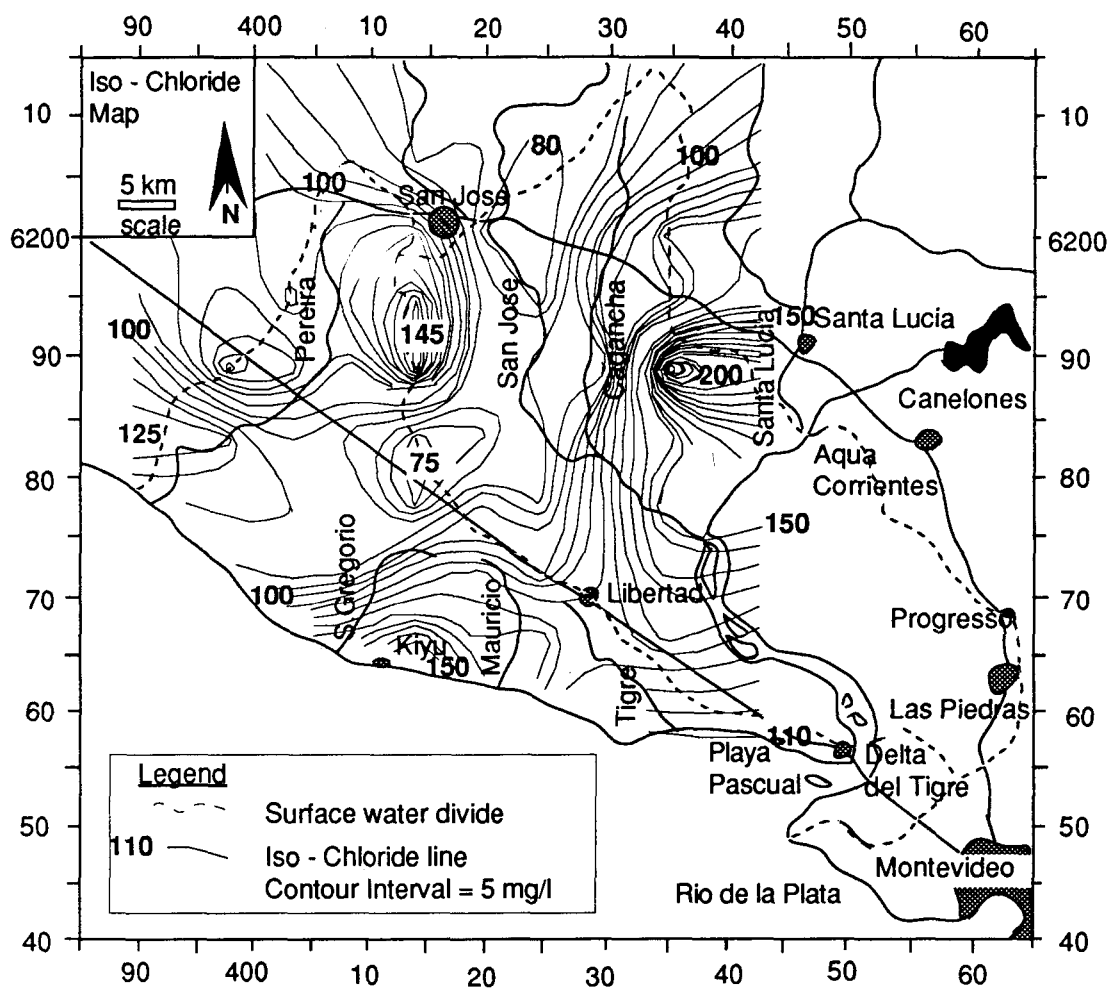 90 400 10 20 30 40 50 60
Iso - Chloride
Map
5 km
scale
N
10
10
80
100
100
San Jose
6200
6200
Pereira
San Jose
Cagancha
Santa Lucia
150
Santa Lucia
100
145
90
90
200
Canelones
125
75
Aqua
Corrientes
80
80
150
S Gregorio
Mauricio
100
70
Libertad
70
Progresso
Kiyu
150
Tigre
60
Las Piedras
60
110
Playa
Pascual
Delta
del Tigre
Legend
Surface water divide
110
Iso - Chloride line
Contour Interval = 5 mg/l
50
50
Montevideo
Rio de la Plata
40
40
90 400 10 20 30 40 50 60